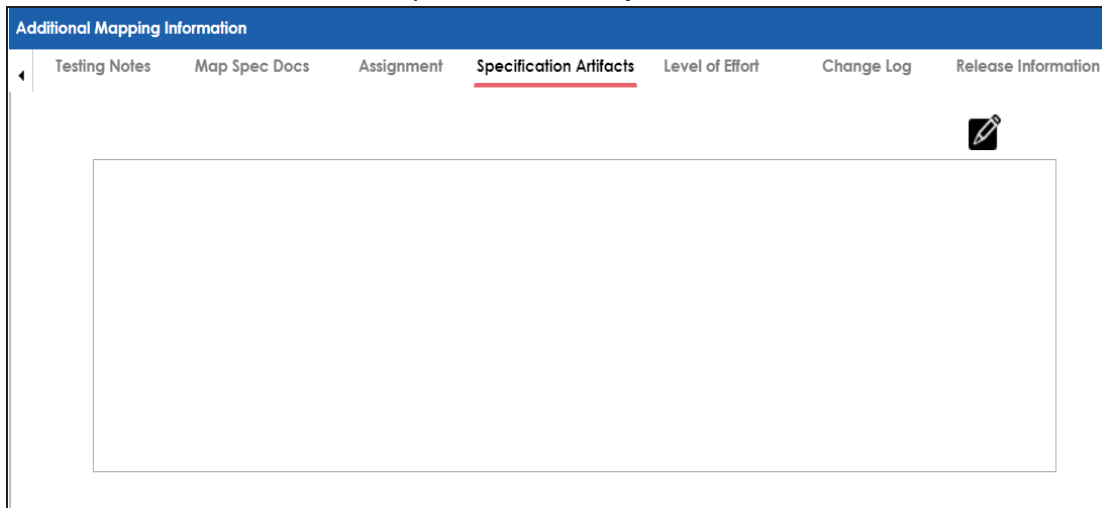 Additional Mapping Information
Testing Notes Map Spec Docs Assignment Specification Artifacts Level of Effort Change Log Release Information